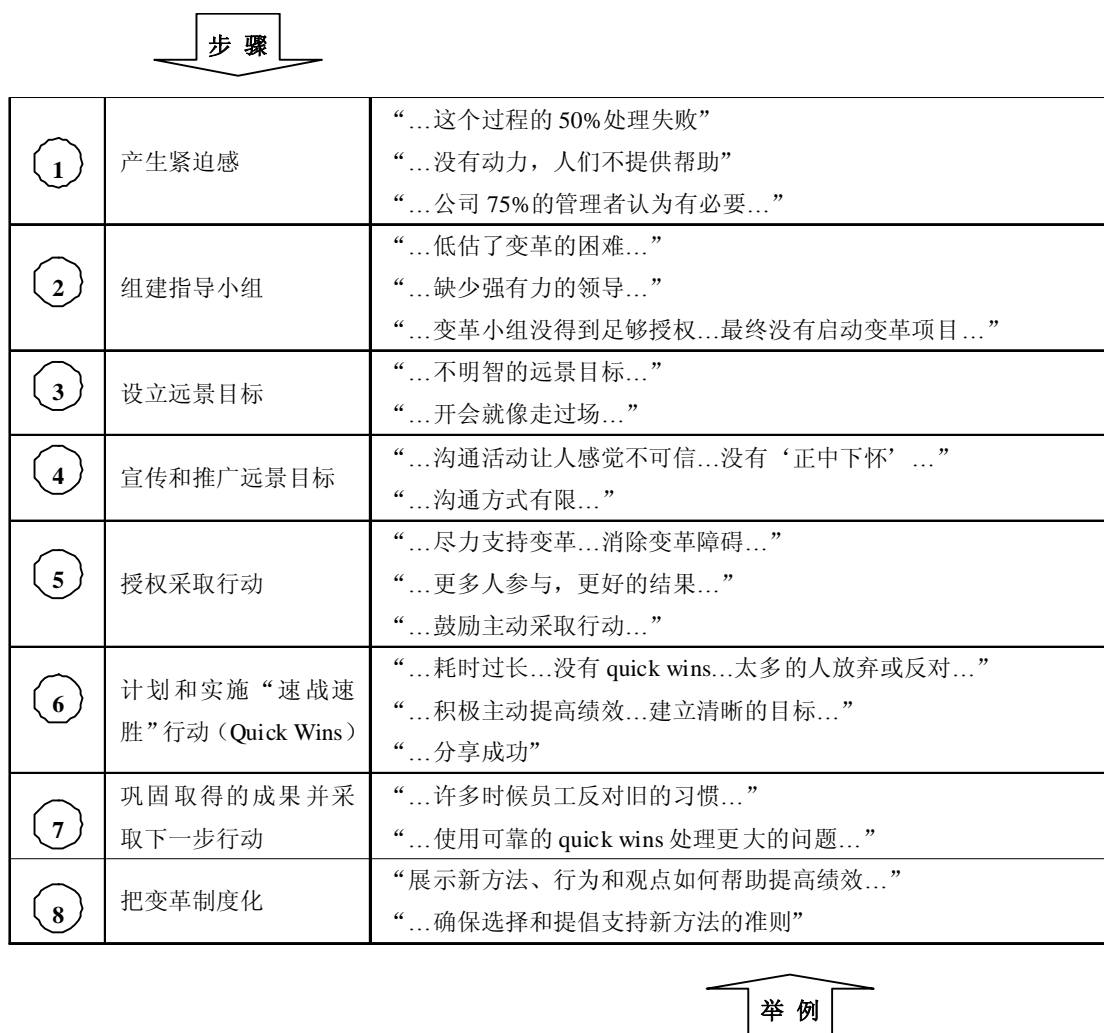 步 骤
1
产生紧迫感
“…这个过程的 50%处理失败”
“…没有动力，人们不提供帮助”
“…公司 75%的管理者认为有必要…”
2
组建指导小组
“…低估了变革的困难…”
“…缺少强有力的领导…”
“…变革小组没得到足够授权…最终没有启动变革项目…”
3
设立远景目标
“…不明智的远景目标…”
“…开会就像走过场…”
4
宣传和推广远景目标
“…沟通活动让人感觉不可信…没有‘正中下怀’…”
“…沟通方式有限…”
5
授权采取行动
“…尽力支持变革…消除变革障碍…”
“…更多人参与，更好的结果…”
“…鼓励主动采取行动…”
6
计划和实施“速战速
胜”行动（Quick Wins）
“…耗时过长…没有 quick wins…太多的人放弃或反对…”
“…积极主动提高绩效…建立清晰的目标…”
“…分享成功”
7
巩固取得的成果并采
取下一步行动
“…许多时候员工反对旧的习惯…”
“…使用可靠的 quick wins 处理更大的问题…”
8
把变革制度化
“展示新方法、行为和观点如何帮助提高绩效…”
“…确保选择和提倡支持新方法的准则”
举 例